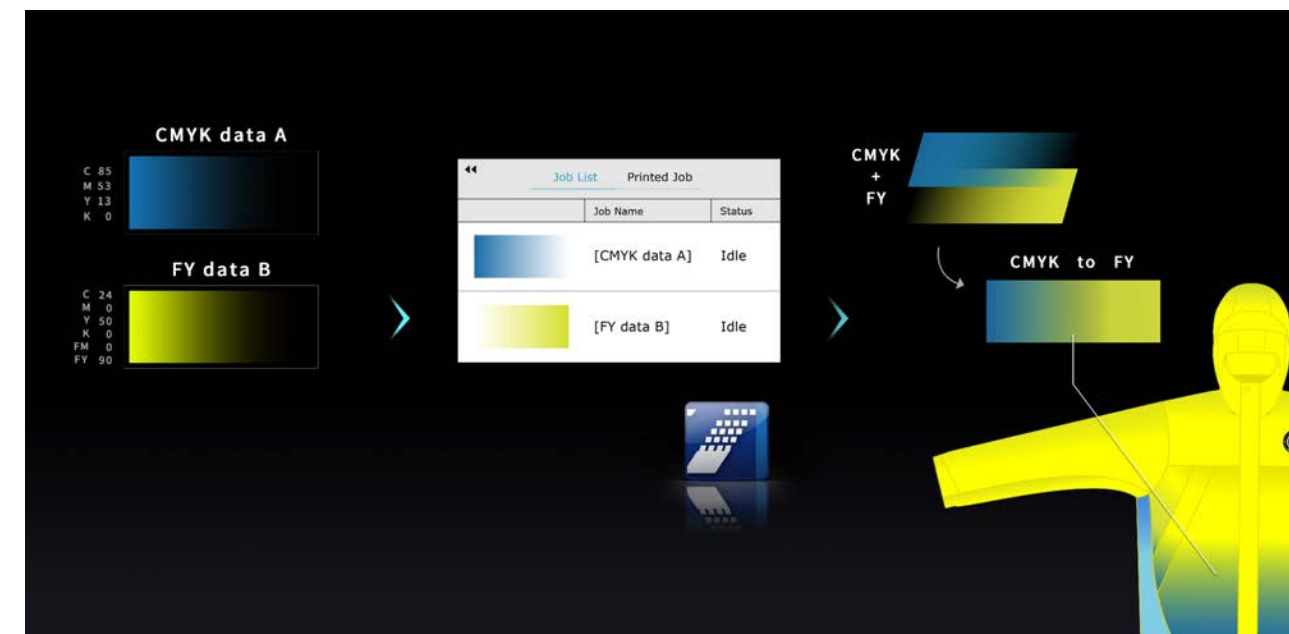 CMYK data A
C 85
M 53
Y 13
K 0
FY data B
C 24
M 0
Y 50
K 0
FM 0
FY 90
Job List Printed Job
Job Name Status
[CMYK data A] Idle
[FY data B] Idle
CMYK
+
FY
CMYK to FY